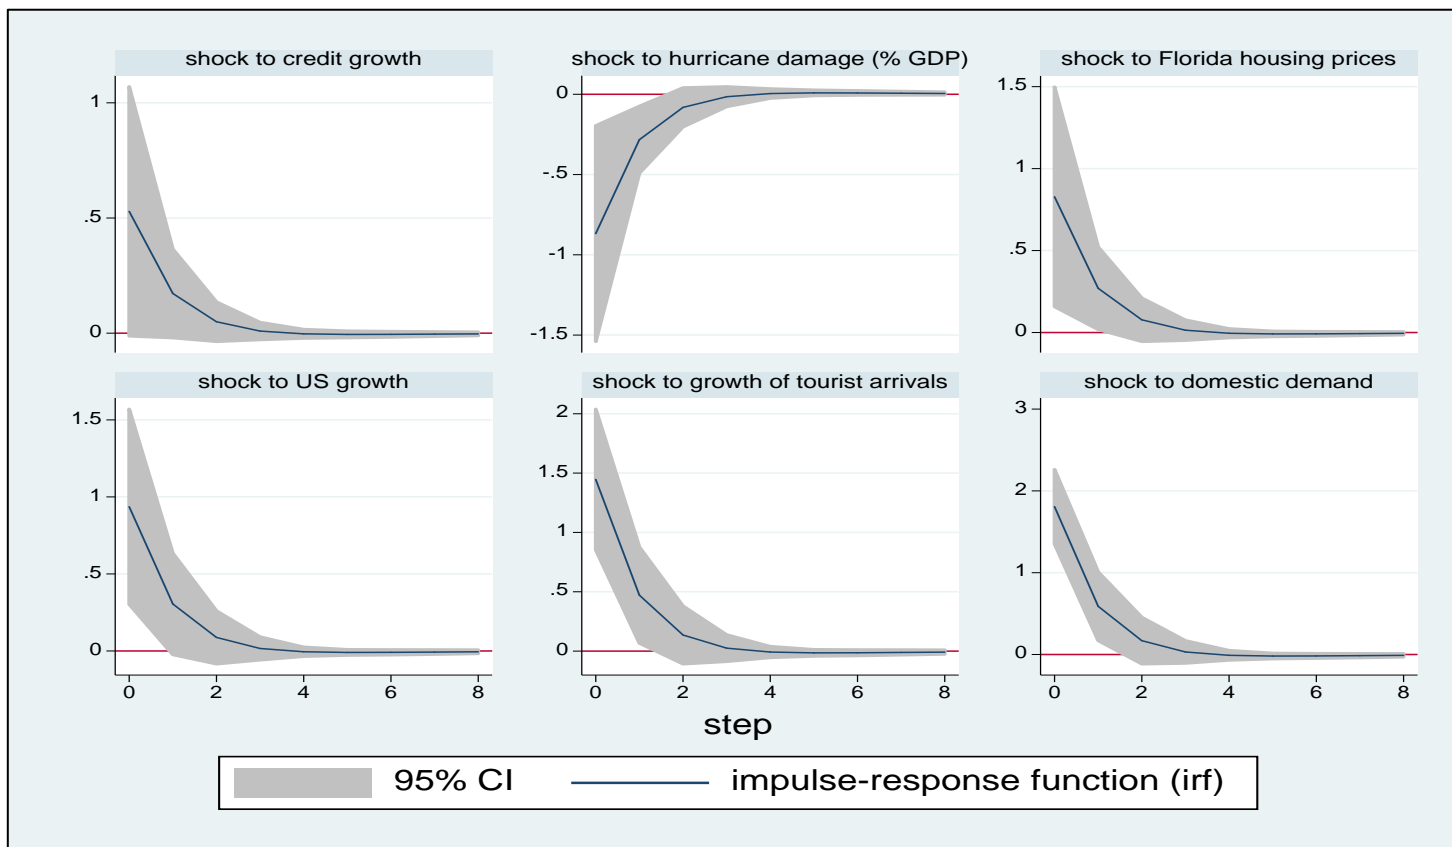 shock to credit growth
shock to hurricane damage (% GDP)
shock to Florida housing prices
1
.5
0
0
-.5
-1
-1.5
1.5
1
.5
0
shock to US growth
shock to growth of tourist arrivals
shock to domestic demand
1.5
1
.5
0
2
1.5
1
.5
0
3
2
1
0
0 2 4 6 8
0 2 4 6 8
0 2 4 6 8
step
95% CI impulse-response function (irf)